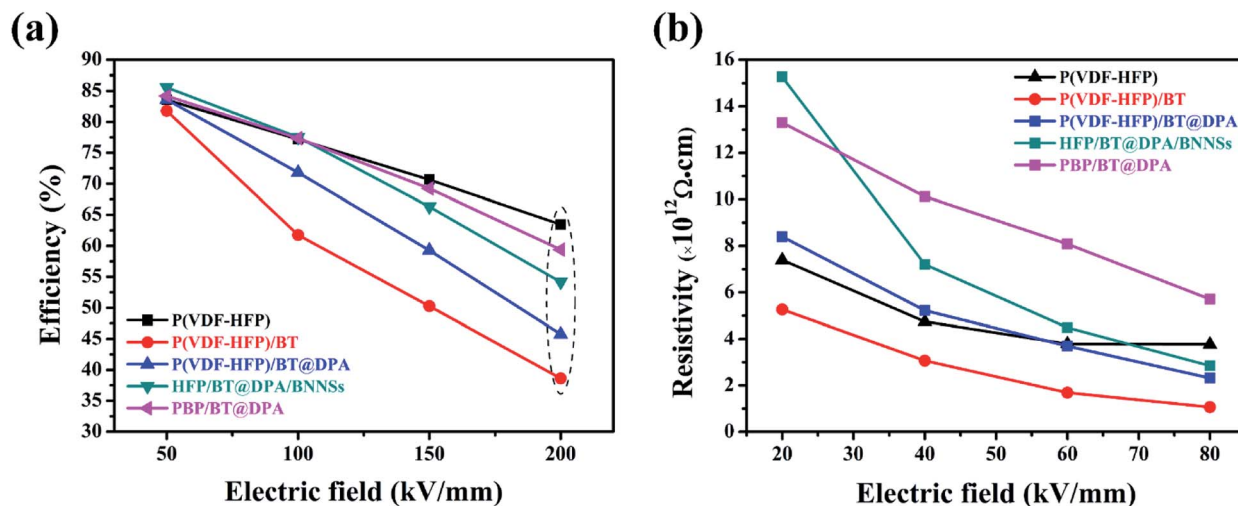 (a)
90
85
80
75
70
65
60
55
50
45
40
35
30
Efficiency (%)
P(VDF-HFP)
P(VDF-HFP)/BT
P(VDF-HFP)/BT@DPA
HFP/BT@DPA/BNNSs
PBP/BT@DPA
50 100 150 200
Electric field (kV/mm)
(b)
16
14
12
10
8
6
4
2
0
Resistivity (×10¹²Ω·cm)
P(VDF-HFP)
P(VDF-HFP)/BT
P(VDF-HFP)/BT@DPA
HFP/BT@DPA/BNNSs
PBP/BT@DPA
20 30 40 50 60 70 80
Electric field (kV/mm)